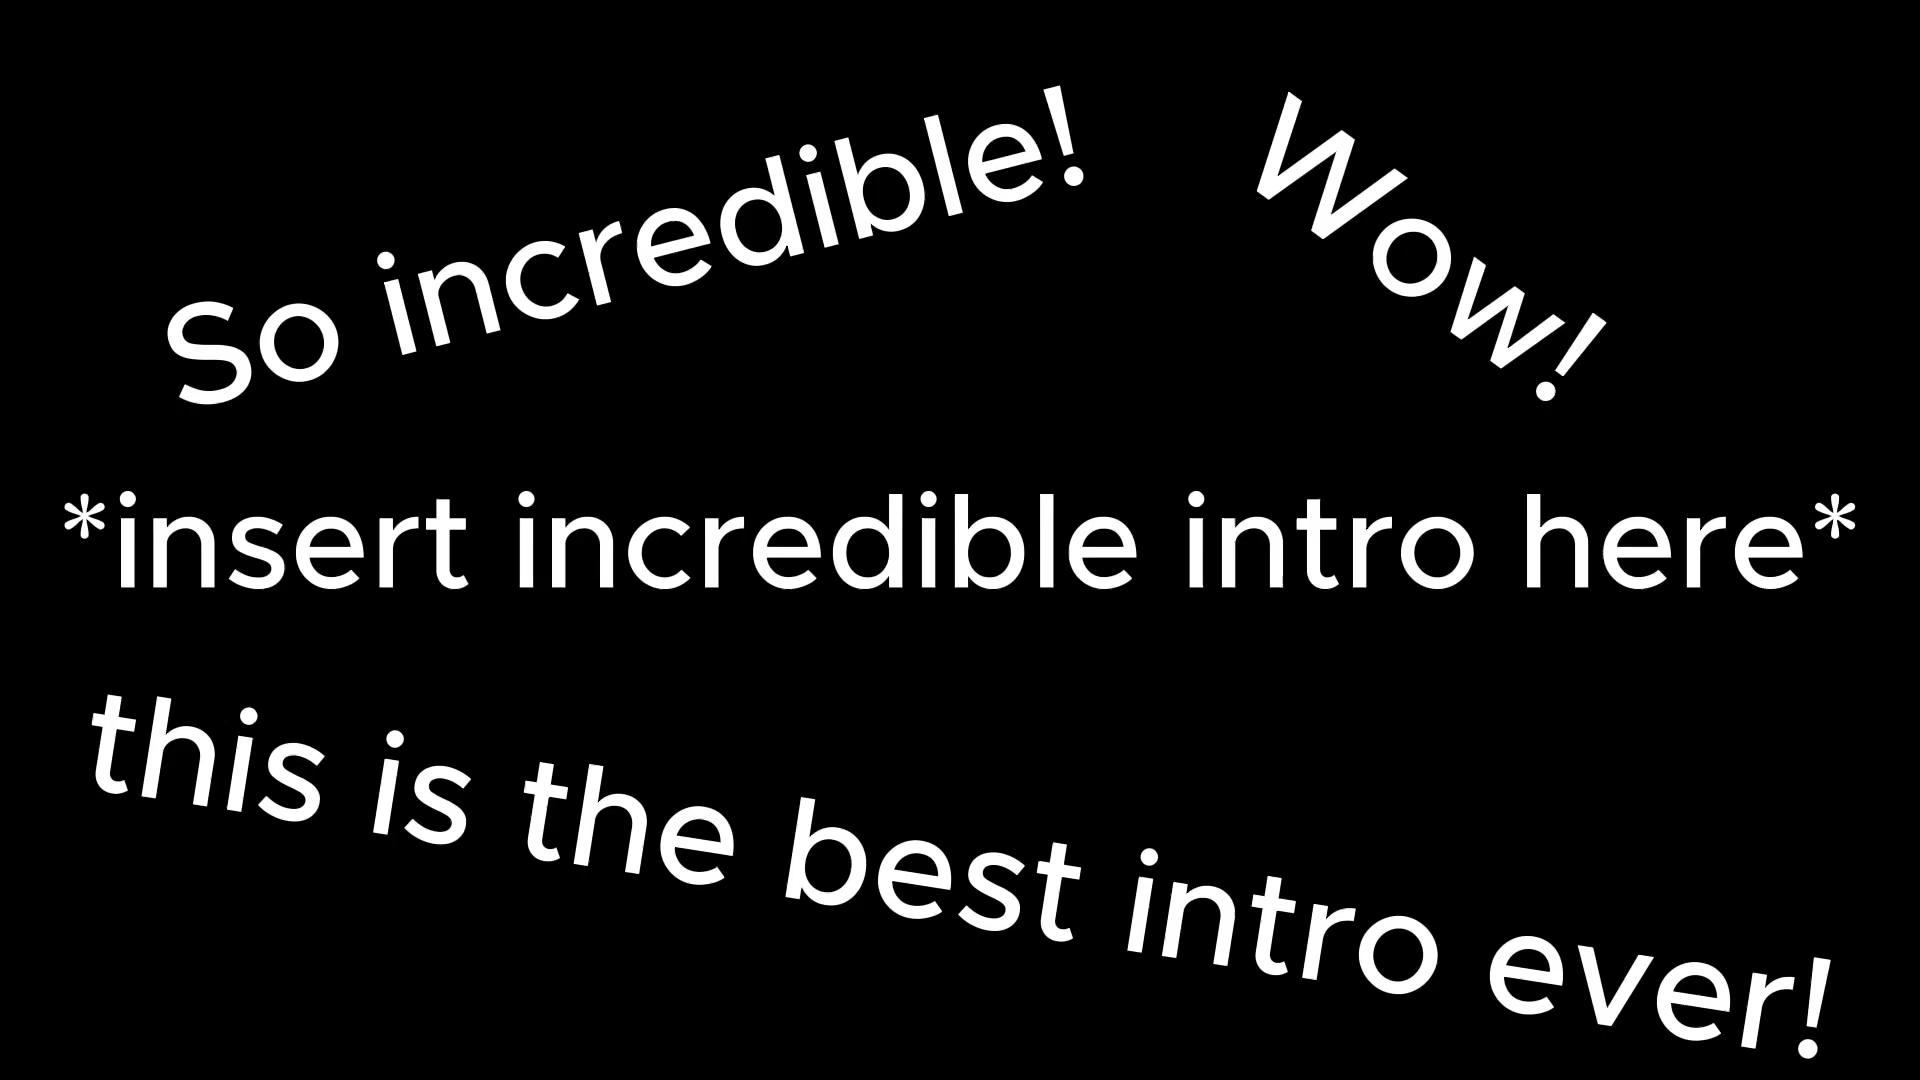 So incredible!
Wow!
*insert incredible intro here*
this is the best intro ever!